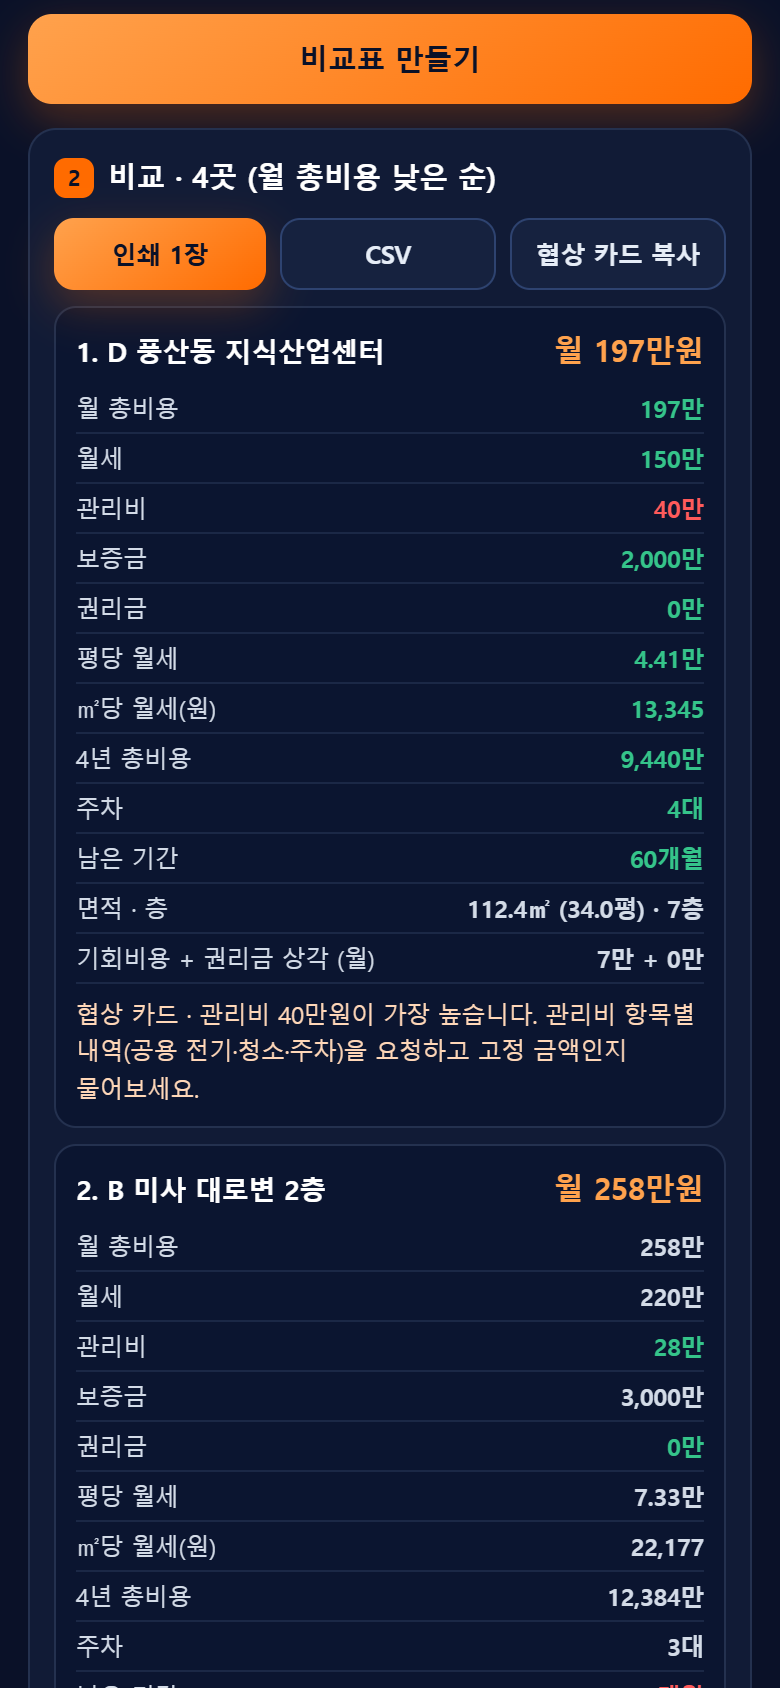 비교표 만들기
2 비교 · 4곳 (월 총비용 낮은 순)
인쇄 1장 CSV 협상 카드 복사
1. D 풍산동 지식산업센터 월 197만원
월 총비용 197만
월세 150만
관리비 40만
보증금 2,000만
권리금 0만
평당 월세 4.41만
㎡당 월세(원) 13,345
4년 총비용 9,440만
주차 4대
남은 기간 60개월
면적 · 층 112.4㎡ (34.0평) · 7층
기회비용 + 권리금 상각 (월) 7만 + 0만
협상 카드 · 관리비 40만원이 가장 높습니다. 관리비 항목별
내역(공용 전기·청소·주차)을 요청하고 고정 금액인지
물어보세요.
2. B 미사 대로변 2층 월 258만원
월 총비용 258만
월세 220만
관리비 28만
보증금 3,000만
권리금 0만
평당 월세 7.33만
㎡당 월세(원) 22,177
4년 총비용 12,384만
주차 3대